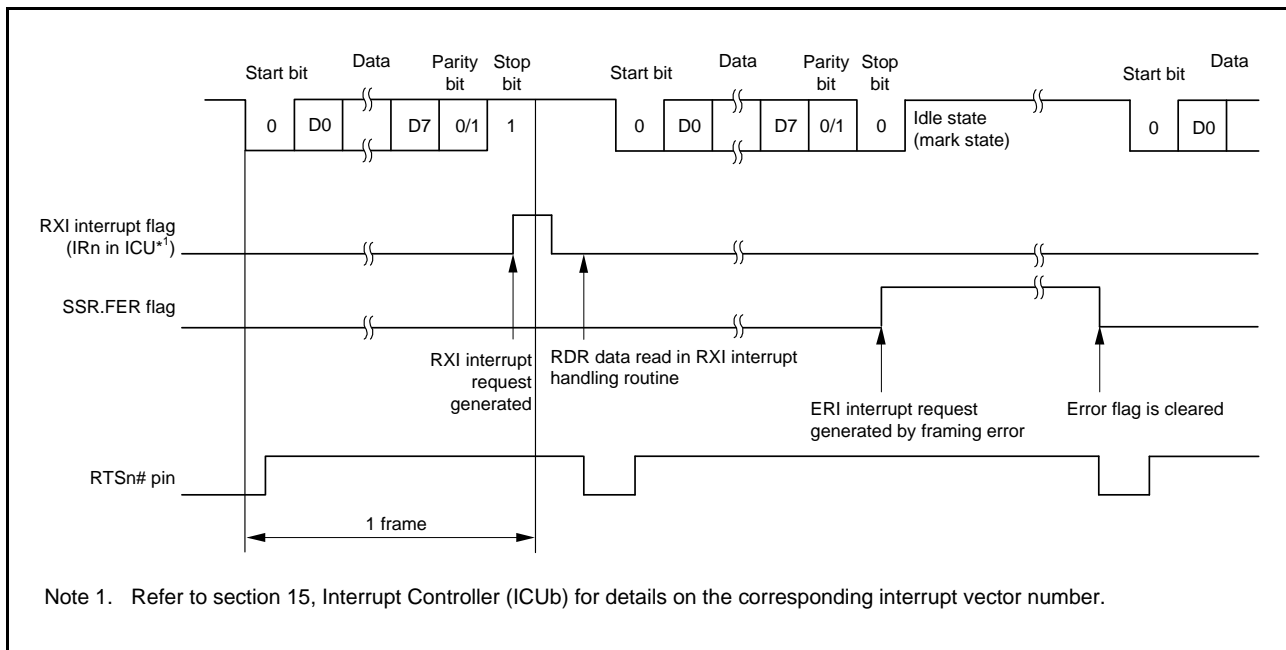 Start bit Data Parity bit Stop bit Start bit Data Parity bit Stop bit Start bit Data
0 D0 D7 0/1 1 0 D0 D7 0/1 0 Idle state (mark state) 0 D0
RXI interrupt flag
(IRn in ICU*1)
SSR.FER flag
RXI interrupt
request
generated
RDR data read in RXI interrupt
handling routine
ERI interrupt request
generated by framing error
Error flag is cleared
RTSn# pin
1 frame
Note 1. Refer to section 15, Interrupt Controller (ICUb) for details on the corresponding interrupt vector number.